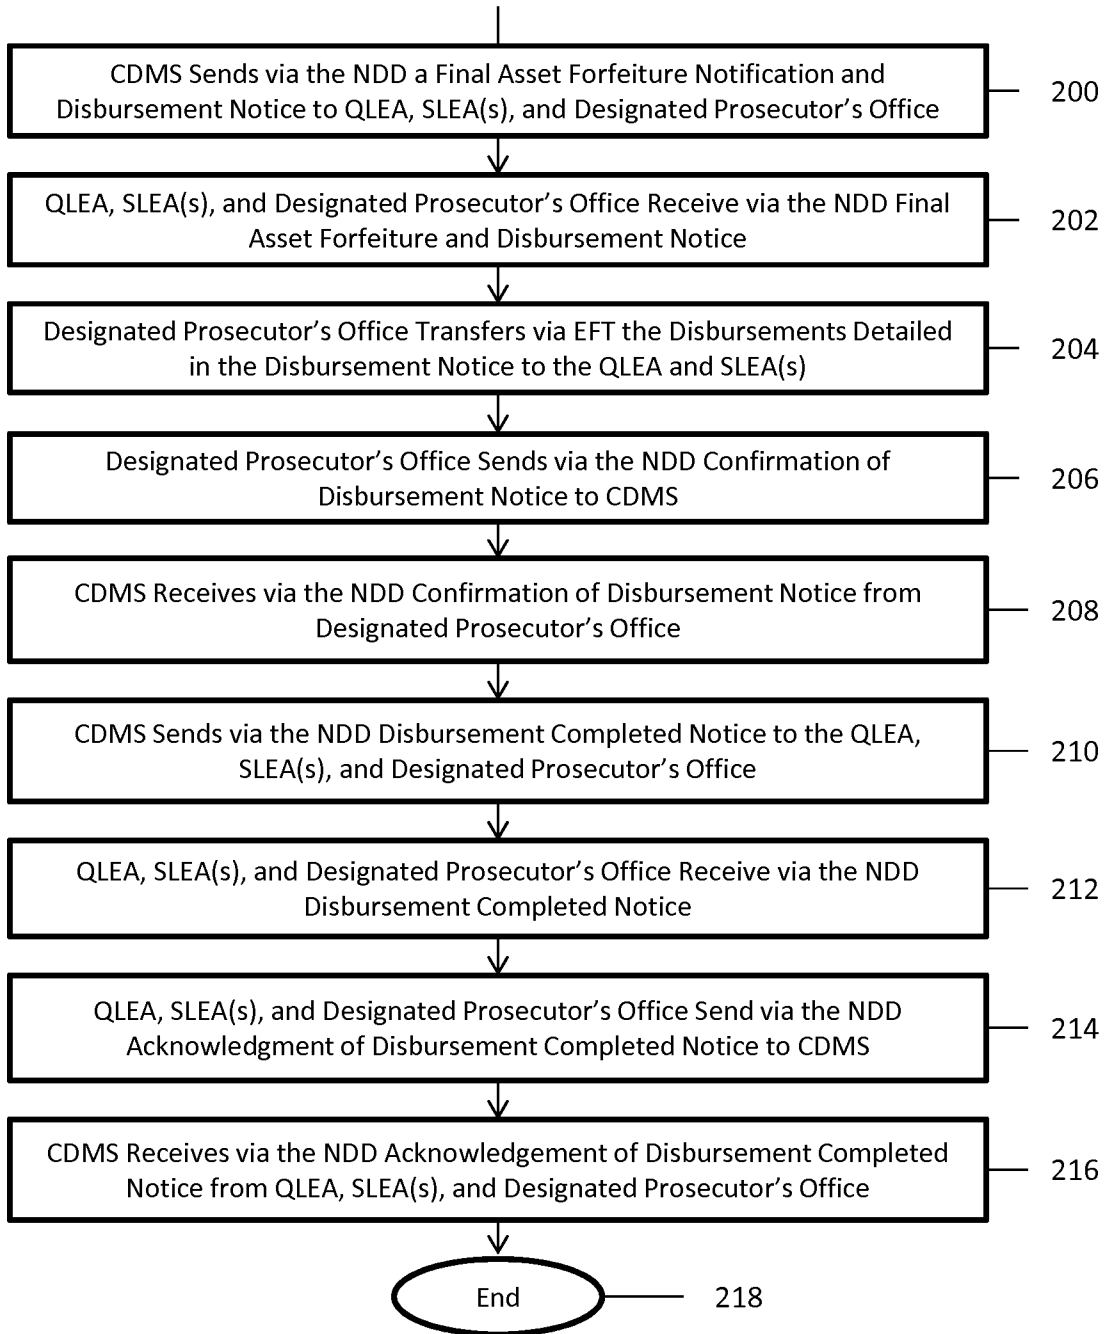 CDMS Sends via the NDD a Final Asset Forfeiture Notification and
Disbursement Notice to QLEA, SLEA(s), and Designated Prosecutor’s Office
200
QLEA, SLEA(s), and Designated Prosecutor’s Office Receive via the NDD Final
Asset Forfeiture and Disbursement Notice
202
Designated Prosecutor’s Office Transfers via EFT the Disbursements Detailed
in the Disbursement Notice to the QLEA and SLEA(s)
204
Designated Prosecutor’s Office Sends via the NDD Confirmation of
Disbursement Notice to CDMS
206
CDMS Receives via the NDD Confirmation of Disbursement Notice from
Designated Prosecutor’s Office
208
CDMS Sends via the NDD Disbursement Completed Notice to the QLEA,
SLEA(s), and Designated Prosecutor’s Office
210
QLEA, SLEA(s), and Designated Prosecutor’s Office Receive via the NDD
Disbursement Completed Notice
212
QLEA, SLEA(s), and Designated Prosecutor’s Office Send via the NDD
Acknowledgment of Disbursement Completed Notice to CDMS
214
CDMS Receives via the NDD Acknowledgement of Disbursement Completed
Notice from QLEA, SLEA(s), and Designated Prosecutor’s Office
216
End
218